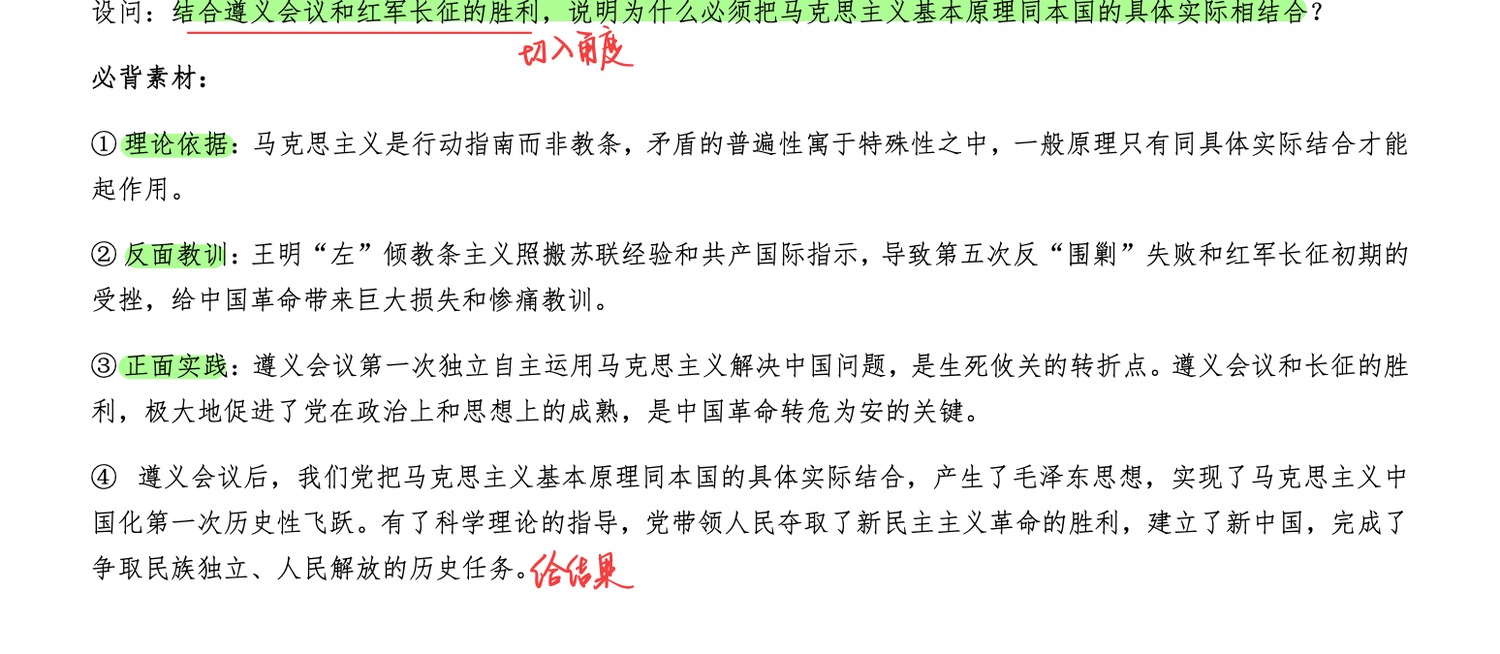 设问：结合遵义会议和红军长征的胜利，说明为什么必须把马克思主义基本原理同本国的具体实际相结合？
切入角度
必背素材：
① 理论依据：马克思主义是行动指南而非教条，矛盾的普遍性寓于特殊性之中，一般原理只有同具体实际结合才能
起作用。
② 反面教训：王明“左”倾教条主义照搬苏联经验和共产国际指示，导致第五次反“围剿”失败和红军长征初期的
受挫，给中国革命带来巨大损失和惨痛教训。
③ 正面实践：遵义会议第一次独立自主运用马克思主义解决中国问题，是生死攸关的转折点。遵义会议和长征的胜
利，极大地促进了党在政治上和思想上的成熟，是中国革命转危为安的关键。
④ 遵义会议后，我们党把马克思主义基本原理同本国的具体实际结合，产生了毛泽东思想，实现了马克思主义中
国化第一次历史性飞跃。有了科学理论的指导，党带领人民夺取了新民主主义革命的胜利，建立了新中国，完成了
争取民族独立、人民解放的历史任务。给结果